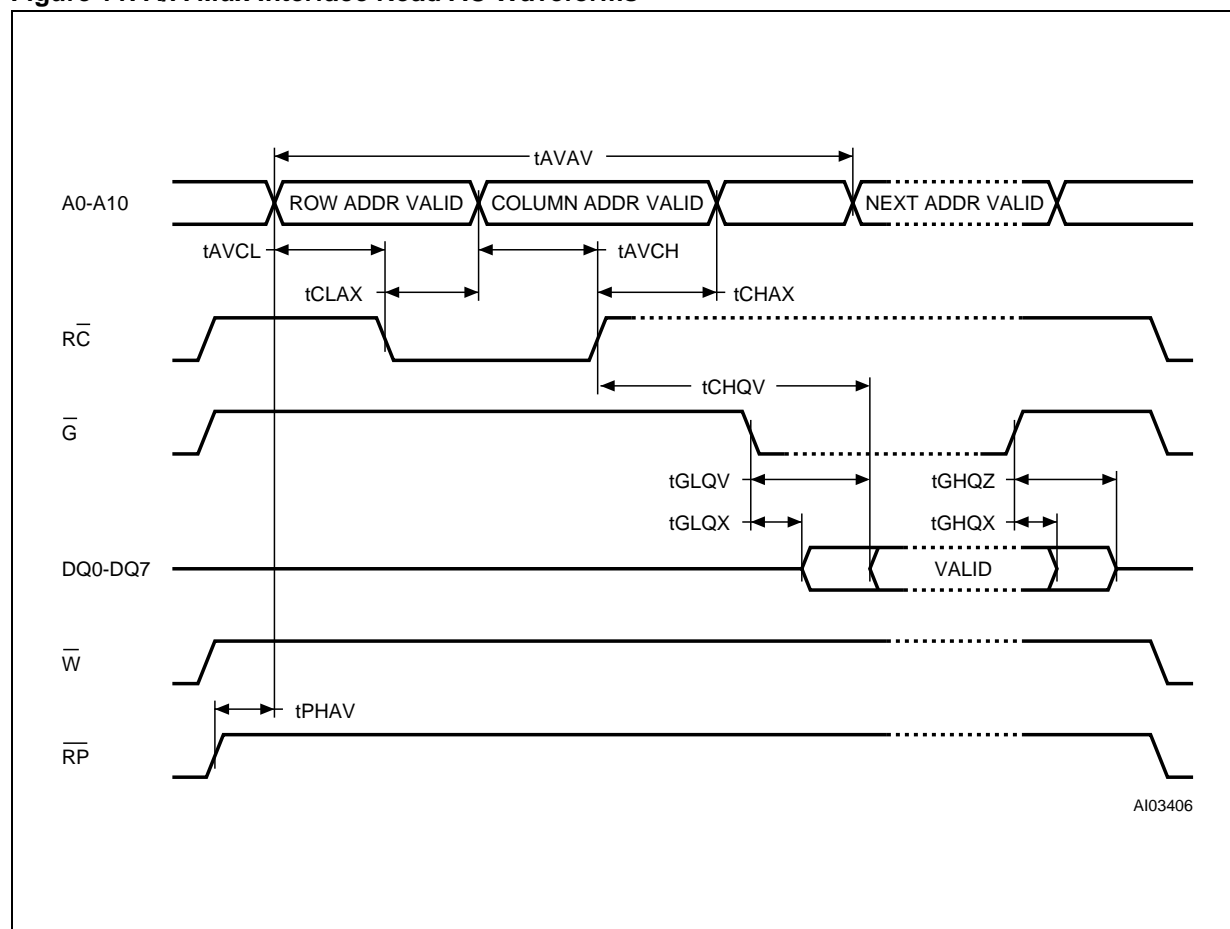 tAVAV
A0-A10 ROW ADDR VALID COLUMN ADDR VALID NEXT ADDR VALID
tAVCL tAVCH
tCLAX tCHAX
RC̅
tCHQV
G̅
tGLQV tGHQZ
tGLQX tGHQX
DQ0-DQ7 VALID
W̅
tPHAV
R̅P̅
AI03406